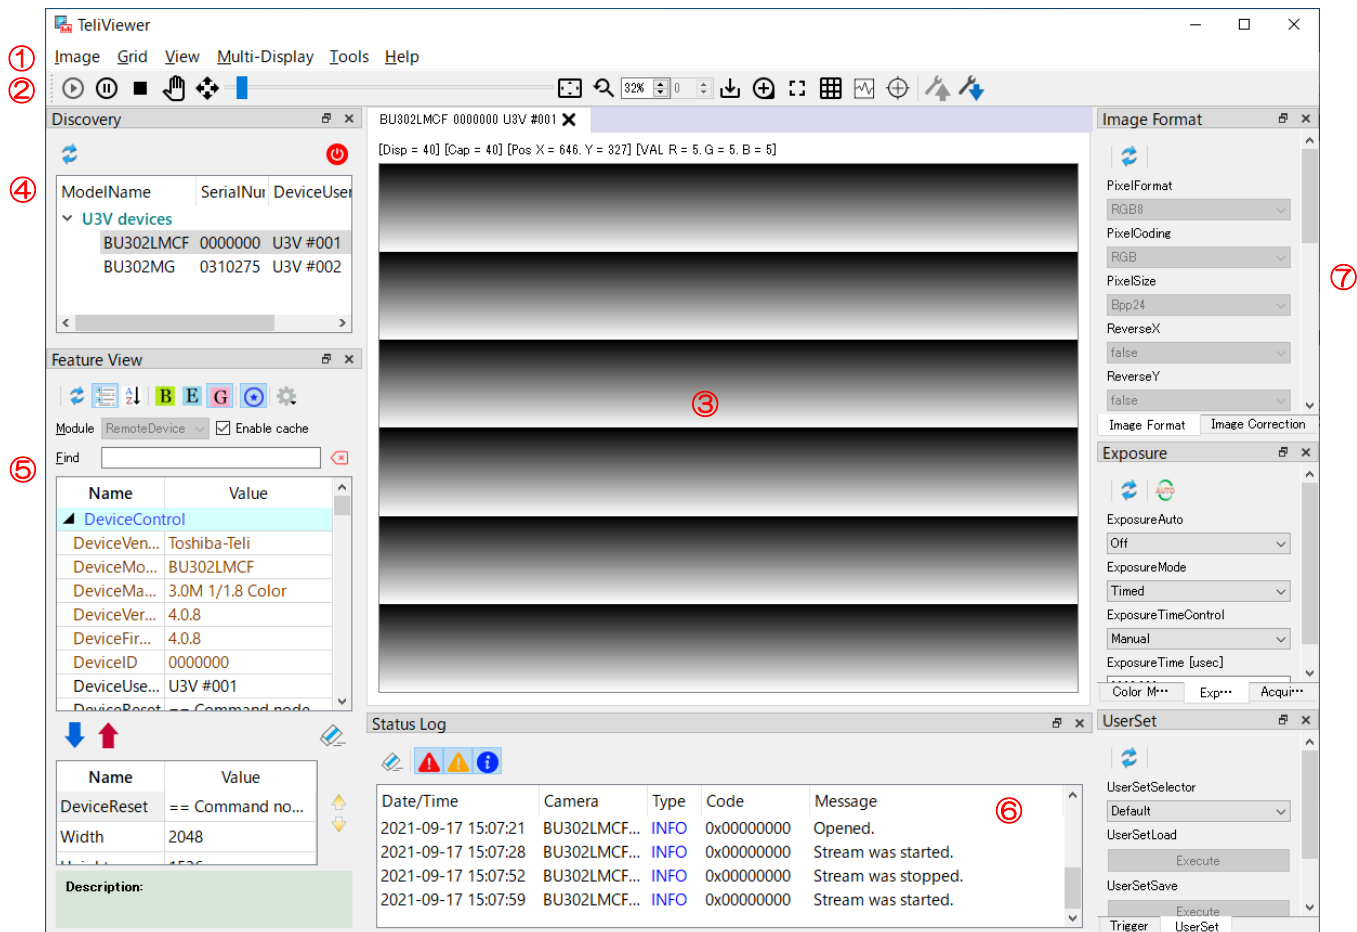 TeliViewer
① Image Grid View Multi-Display Tools Help
② 32% 0
Discovery
④ ModelName SerialNur DeviceUser
U3V devices
BU302LMCF 0000000 U3V #001
BU302MG 0310275 U3V #002
Feature View
B E G
Module RemoteDevice Enable cache
⑤ Find
Name Value
DeviceControl
DeviceVen... Toshiba-Teli
DeviceMo... BU302LMCF
DeviceMa... 3.0M 1/1.8 Color
DeviceVer... 4.0.8
DeviceFir... 4.0.8
DeviceID 0000000
DeviceUse... U3V #001
DeviceReset == Command node
Name Value
DeviceReset == Command no...
Width 2048
Height 1536
Description:
BU302LMCF 0000000 U3V #001
[Disp = 40] [Cap = 40] [Pos X = 646. Y = 327] [VAL R = 5. G = 5. B = 5]
③
Status Log
Date/Time Camera Type Code Message
⑥
2021-09-17 15:07:21 BU302LMCF... INFO 0x00000000 Opened.
2021-09-17 15:07:28 BU302LMCF... INFO 0x00000000 Stream was started.
2021-09-17 15:07:52 BU302LMCF... INFO 0x00000000 Stream was stopped.
2021-09-17 15:07:59 BU302LMCF... INFO 0x00000000 Stream was started.
Image Format
PixelFormat
RGB8
PixelCoding
RGB
⑦
PixelSize
Bpp24
ReverseX
false
ReverseY
false
Image Format Image Correction
Exposure
AUTO
ExposureAuto
Off
ExposureMode
Timed
ExposureTimeControl
Manual
ExposureTime [usec]
Color M··· Exp··· Acqui···
UserSet
UserSetSelector
Default
UserSetLoad
Execute
UserSetSave
Execute
Trigger UserSet